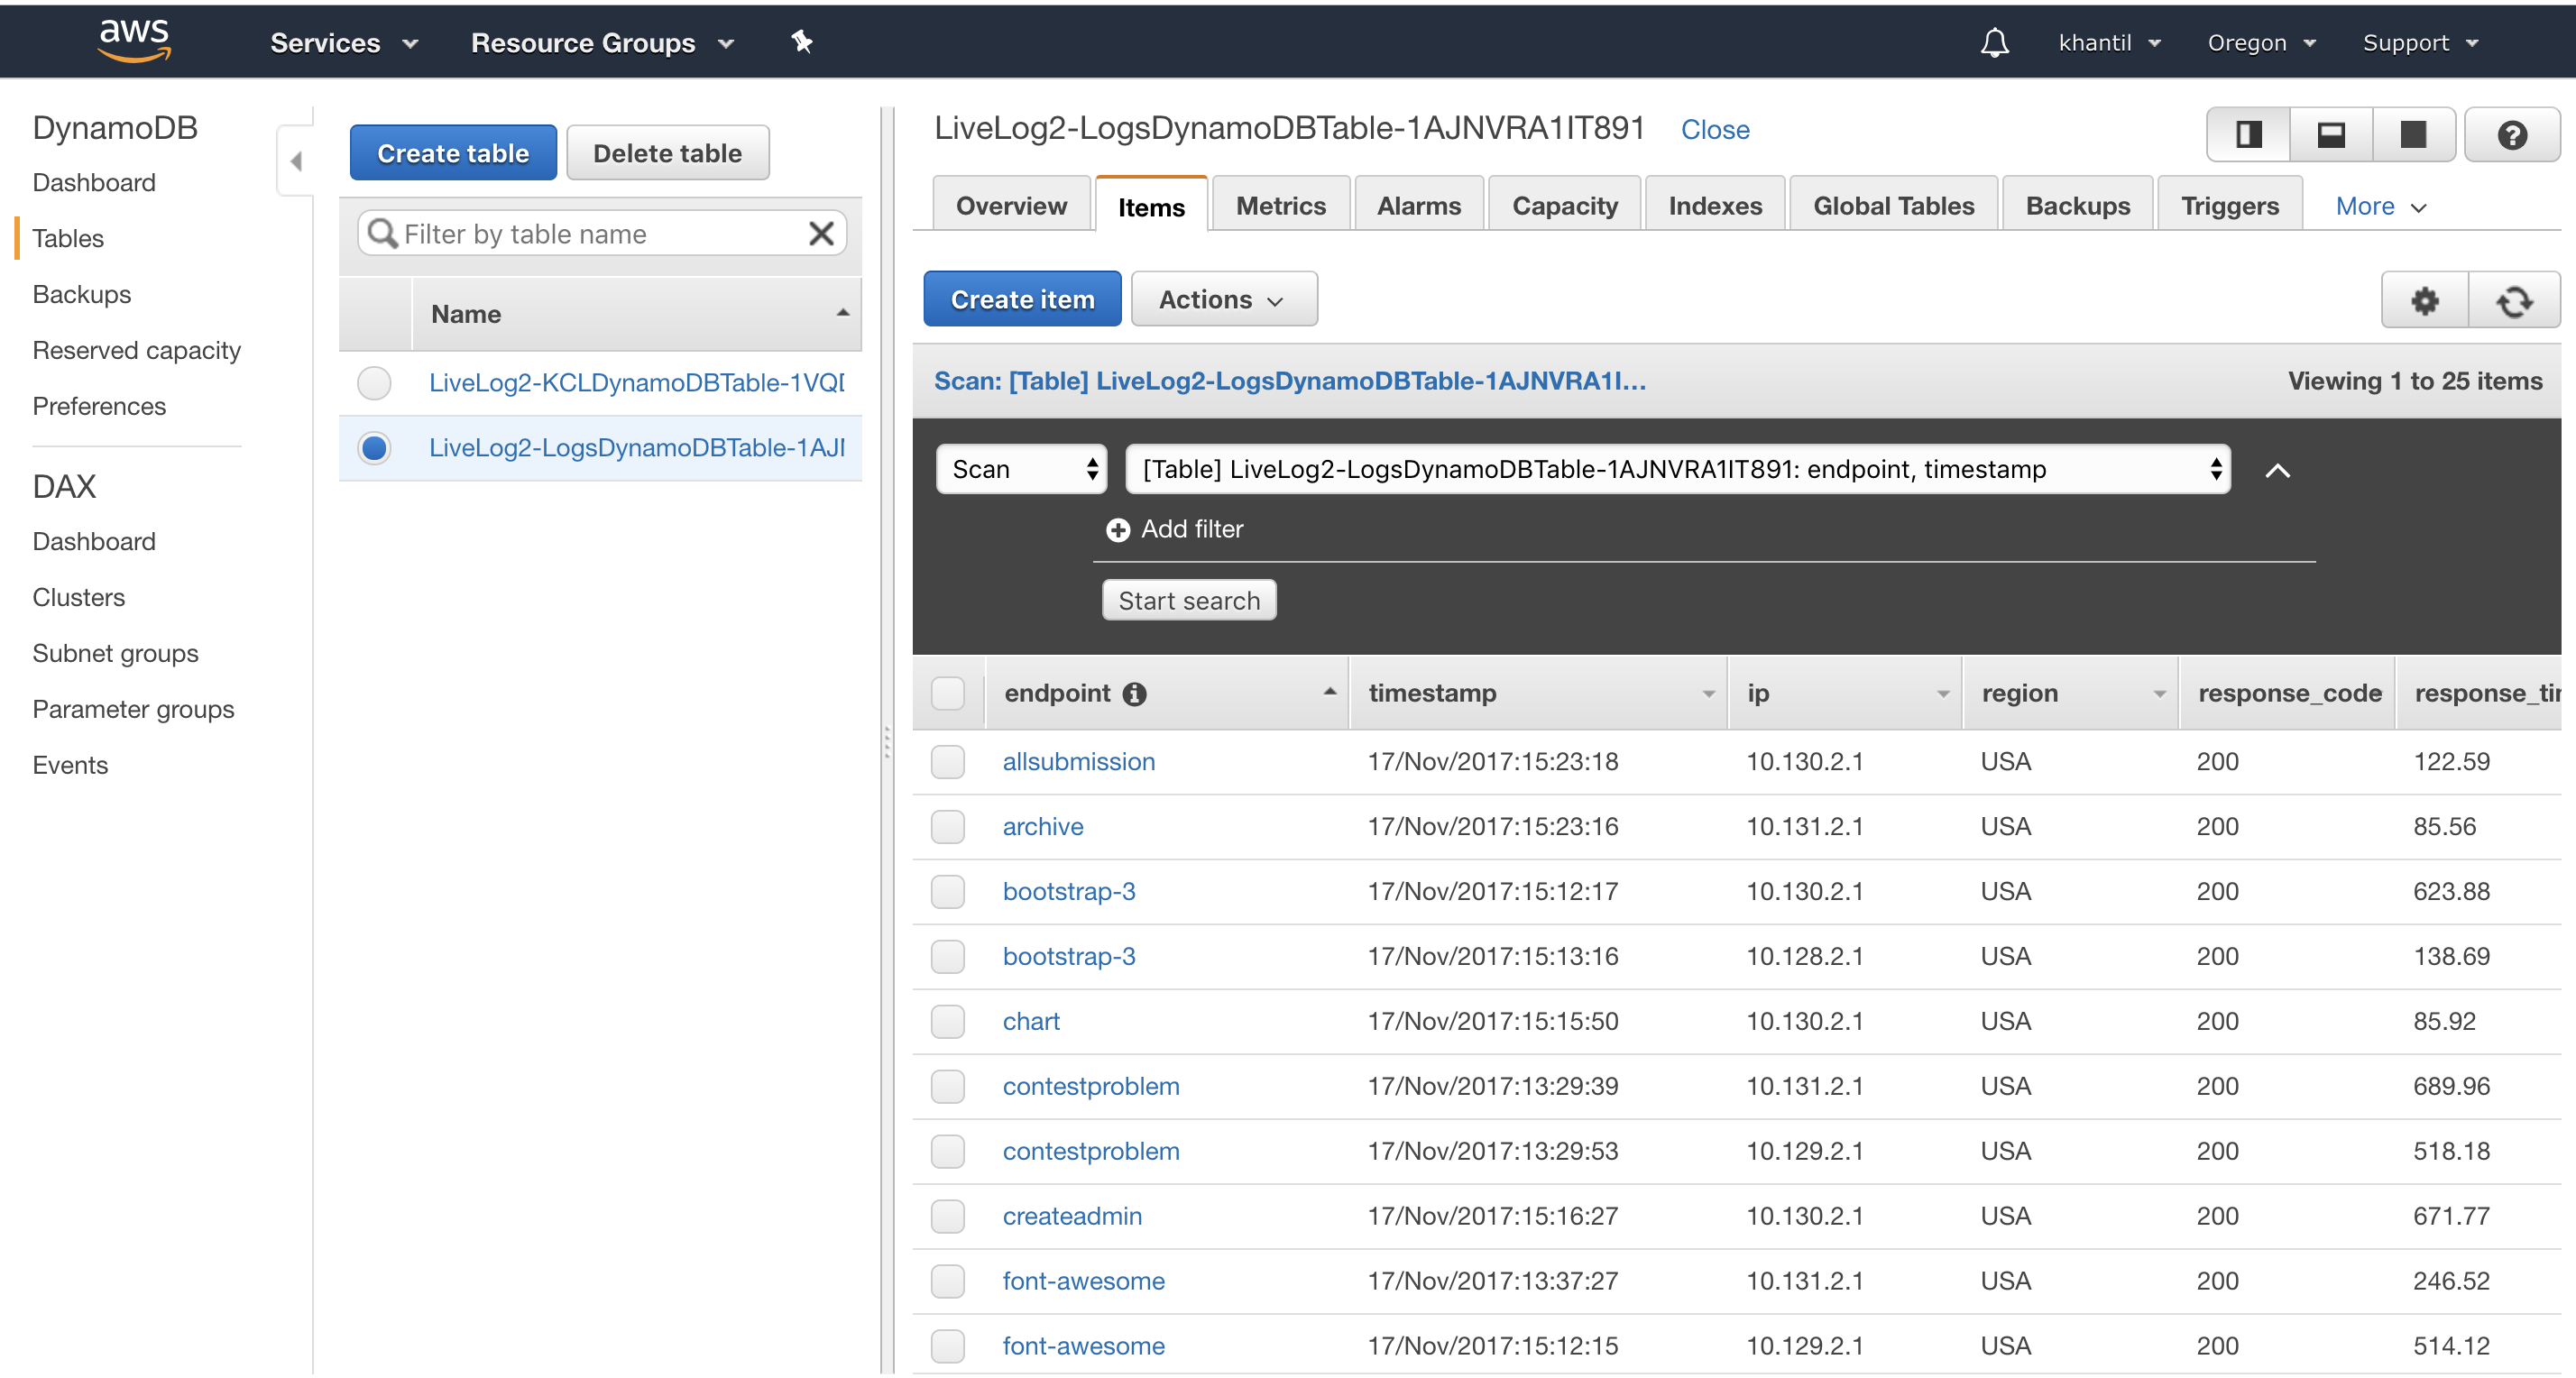 aws Services Resource Groups khantil Oregon Support
DynamoDB
Dashboard
Tables
Backups
Reserved capacity
Preferences
DAX
Dashboard
Clusters
Subnet groups
Parameter groups
Events
Create table Delete table
Filter by table name
Name
LiveLog2-KCLDynamoDBTable-1VQ
LiveLog2-LogsDynamoDBTable-1AJ
LiveLog2-LogsDynamoDBTable-1AJNVRA1IT891 Close
Overview Items Metrics Alarms Capacity Indexes Global Tables Backups Triggers More
Create item Actions
Scan: [Table] LiveLog2-LogsDynamoDBTable-1AJNVRA1I... Viewing 1 to 25 items
Scan [Table] LiveLog2-LogsDynamoDBTable-1AJNVRA1IT891: endpoint, timestamp
Add filter
Start search
endpoint timestamp ip region response_code response_ti
allsubmission 17/Nov/2017:15:23:18 10.130.2.1 USA 200 122.59
archive 17/Nov/2017:15:23:16 10.131.2.1 USA 200 85.56
bootstrap-3 17/Nov/2017:15:12:17 10.130.2.1 USA 200 623.88
bootstrap-3 17/Nov/2017:15:13:16 10.128.2.1 USA 200 138.69
chart 17/Nov/2017:15:15:50 10.130.2.1 USA 200 85.92
contestproblem 17/Nov/2017:13:29:39 10.131.2.1 USA 200 689.96
contestproblem 17/Nov/2017:13:29:53 10.129.2.1 USA 200 518.18
createadmin 17/Nov/2017:15:16:27 10.130.2.1 USA 200 671.77
font-awesome 17/Nov/2017:13:37:27 10.131.2.1 USA 200 246.52
font-awesome 17/Nov/2017:15:12:15 10.129.2.1 USA 200 514.12